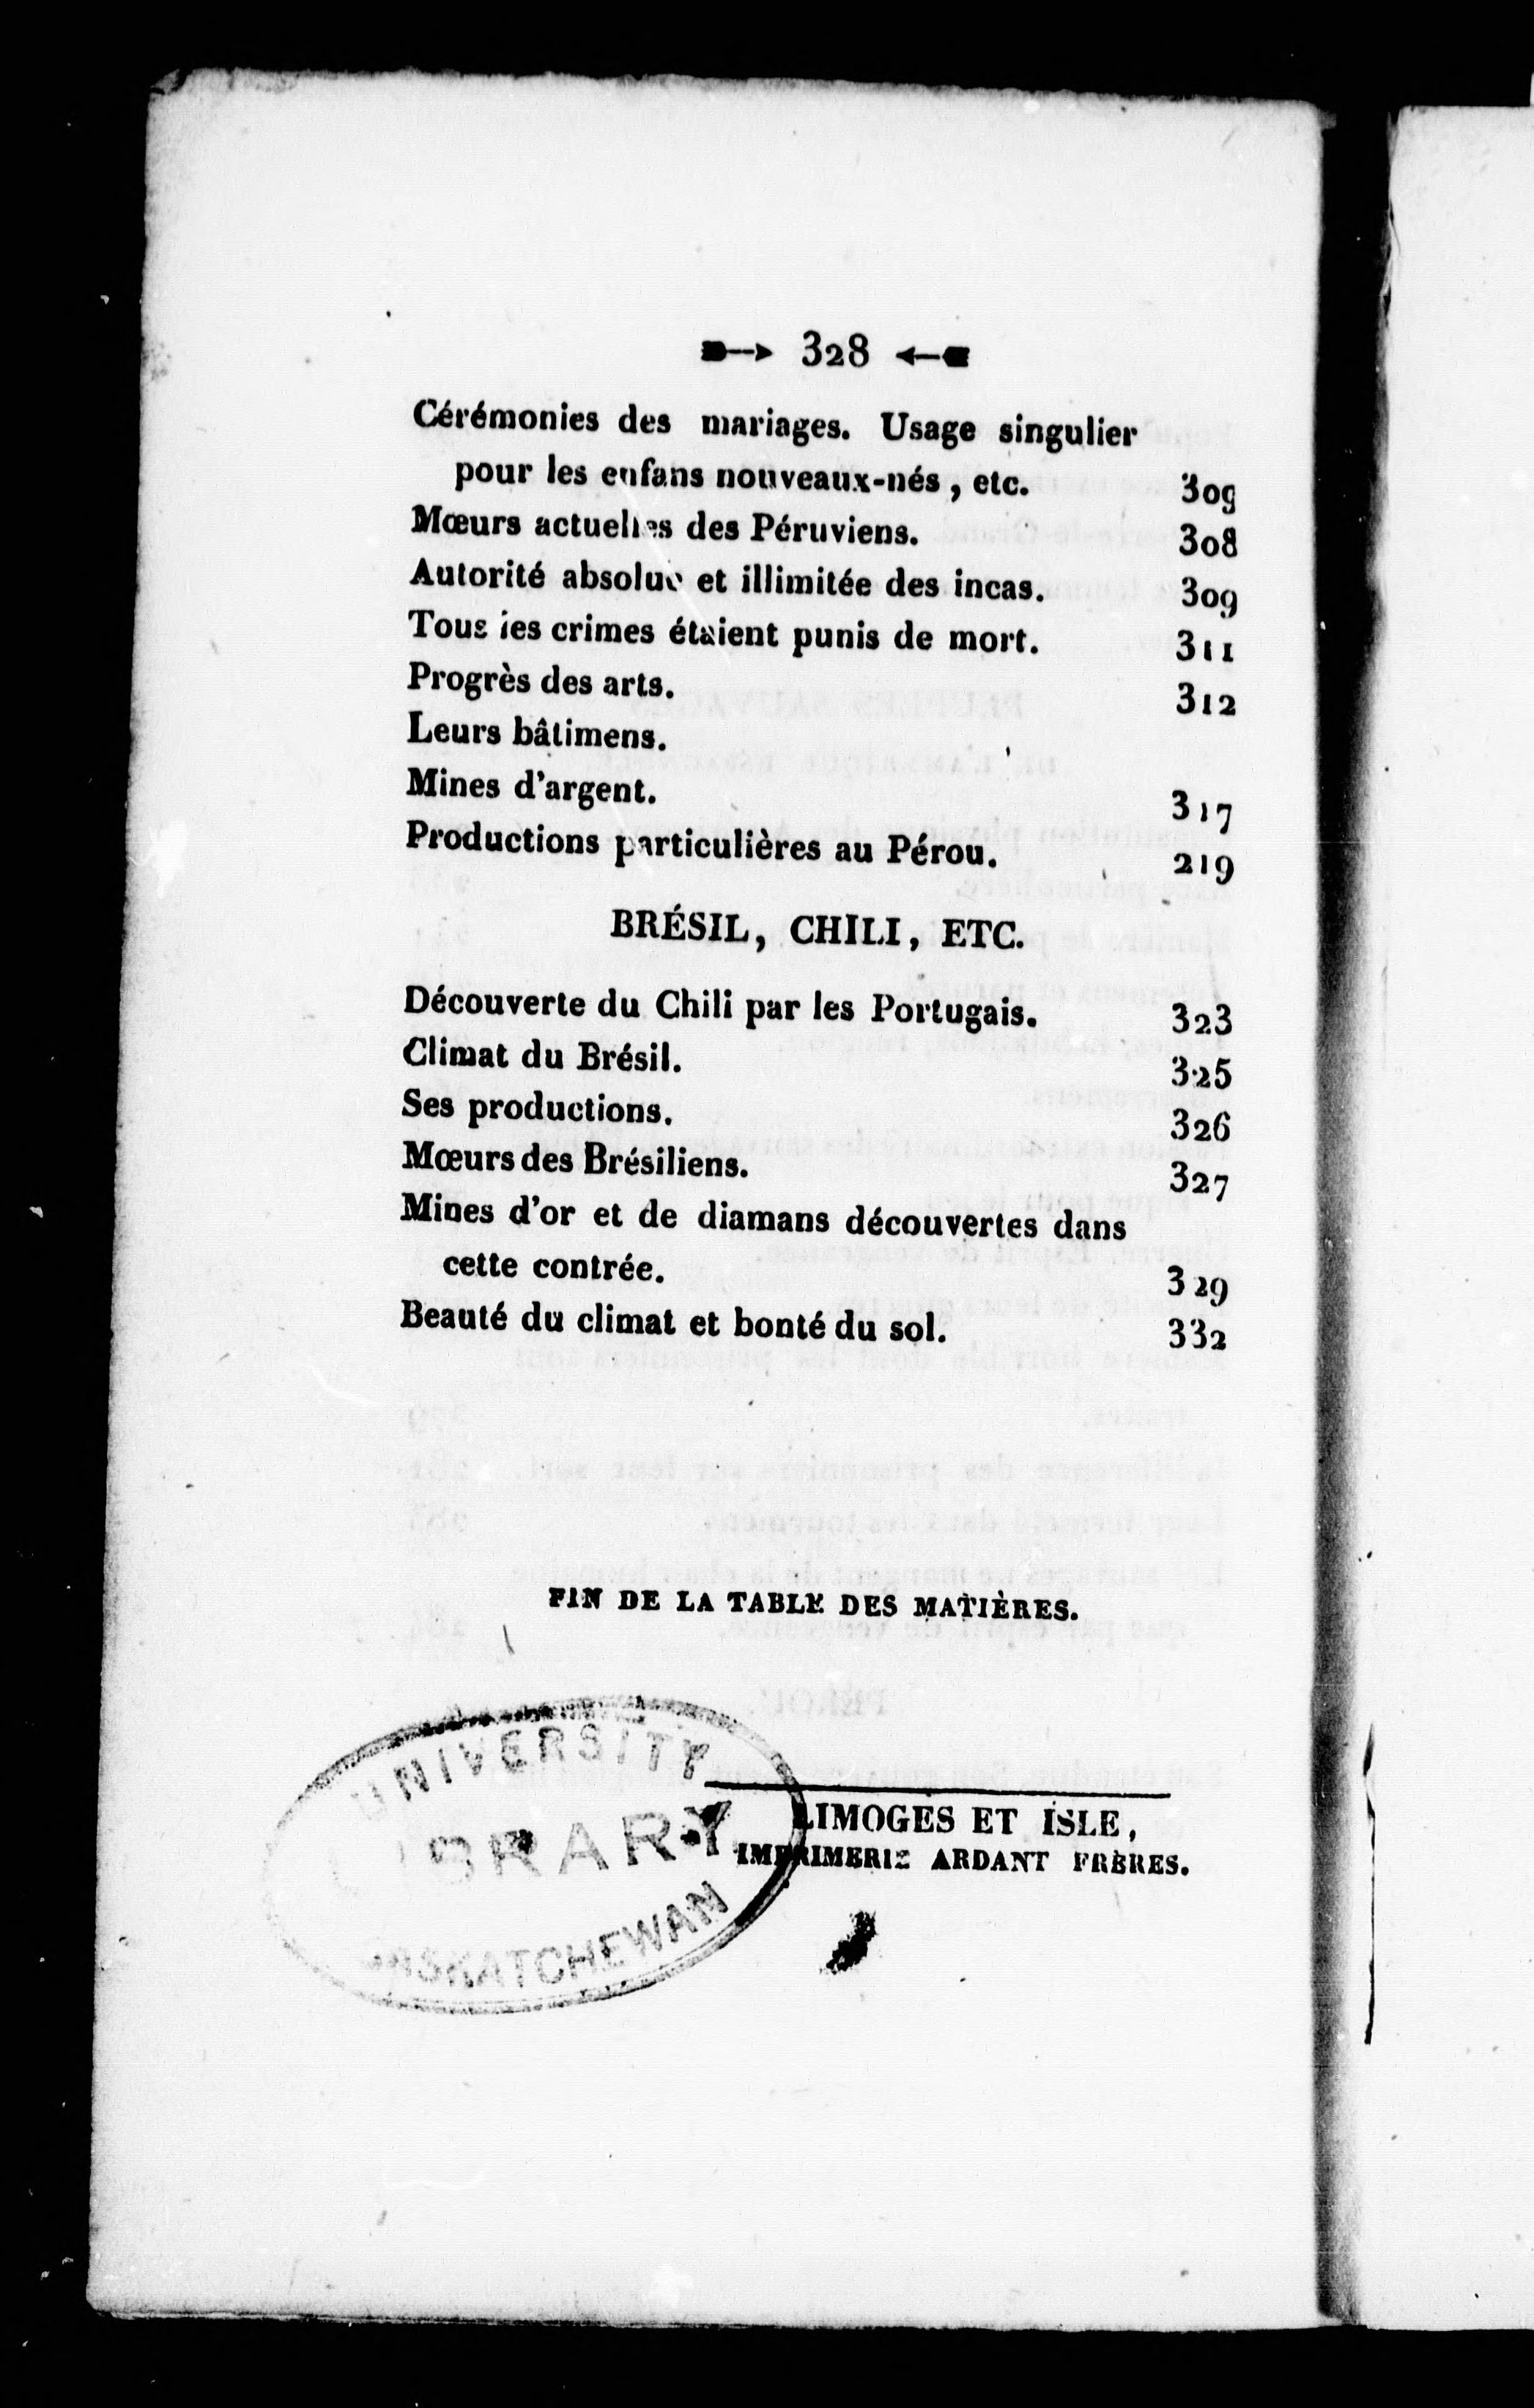 328
Cérémonies des mariages. Usage singulier
pour les enfans nouveaux-nés, etc. 309
Mœurs actuelles des Péruviens. 308
Autorité absolue et illimitée des incas. 309
Tous les crimes étaient punis de mort. 311
Progrès des arts. 312
Leurs bâtimens.
Mines d'argent. 317
Productions particulières au Pérou. 219
BRÉSIL, CHILI, ETC.
Découverte du Chili par les Portugais. 323
Climat du Brésil. 325
Ses productions. 326
Mœurs des Brésiliens. 327
Mines d'or et de diamans découvertes dans
cette contrée. 329
Beauté du climat et bonté du sol. 332
FIN DE LA TABLE DES MATIÈRES.
UNIVERSITY
LIBRARY
SASKATCHEWAN
LIMOGES ET ISLE,
IMPRIMERIE ARDANT FRÈRES.